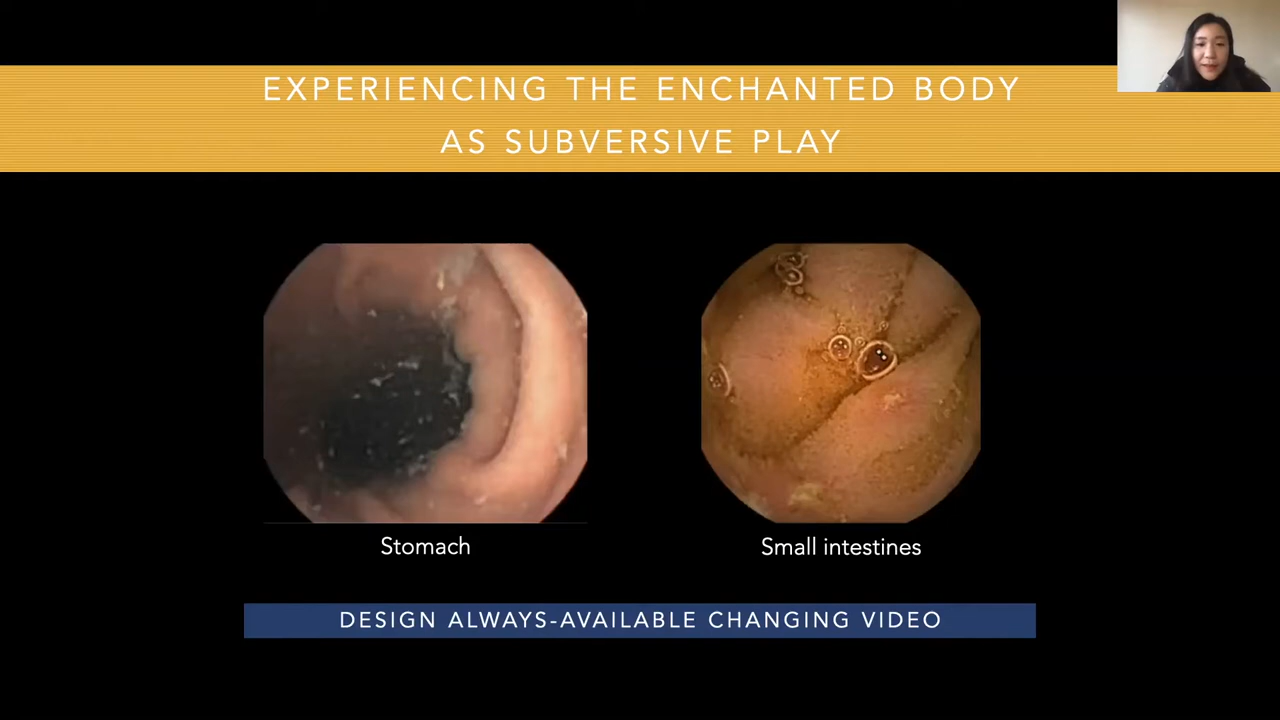 EXPERIENCING THE ENCHANTED BODY
AS SUBVERSIVE PLAY
Stomach
Small intestines
DESIGN ALWAYS-AVAILABLE CHANGING VIDEO